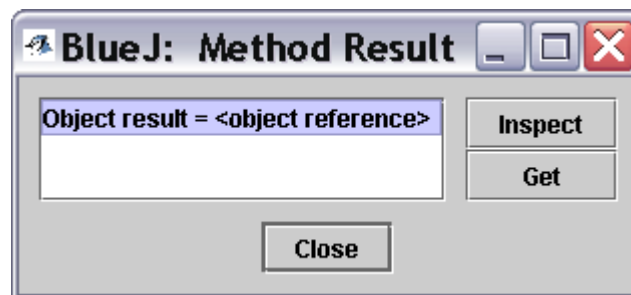 BlueJ: Method Result
Object result = <object reference>
Inspect
Get
Close